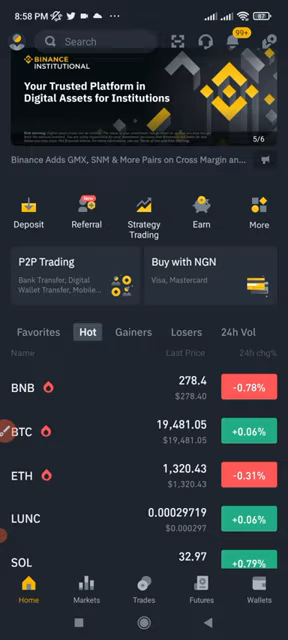 8:58 PM
87
Search
99+
BINANCE
INSTITUTIONAL
Your Trusted Platform in
Digital Assets for Institutions
5/6
Binance Adds GMX, SNM & More Pairs on Cross Margin an...
New
Deposit
Referral
Strategy
Trading
Earn
More
P2P Trading
Bank Transfer, Digital
Wallet Transfer, Mobile...
Buy with NGN
Visa, Mastercard
Favorites Hot Gainers Losers 24h Vol
Name Last Price 24h chg%
BNB 278.4 -0.78%
$278.40
BTC 19,481.05 +0.06%
$19,481.05
ETH 1,320.43 -0.31%
$1,320.43
LUNC 0.00029719 +0.06%
$0.000297
SOL 32.97 +0.79%
Home Markets Trades Futures Wallets